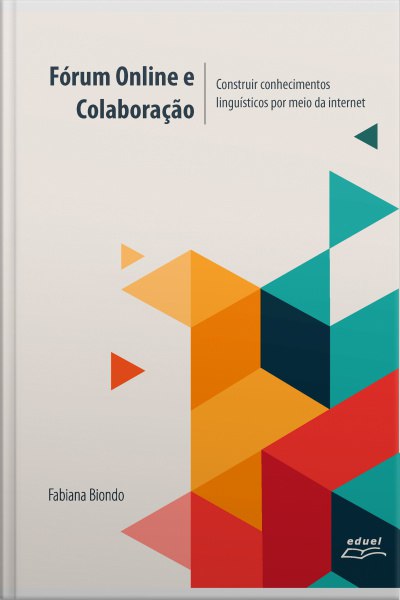 Fórum Online e
Colaboração
Construir conhecimentos
linguísticos por meio da internet
Fabiana Biondo
eduel